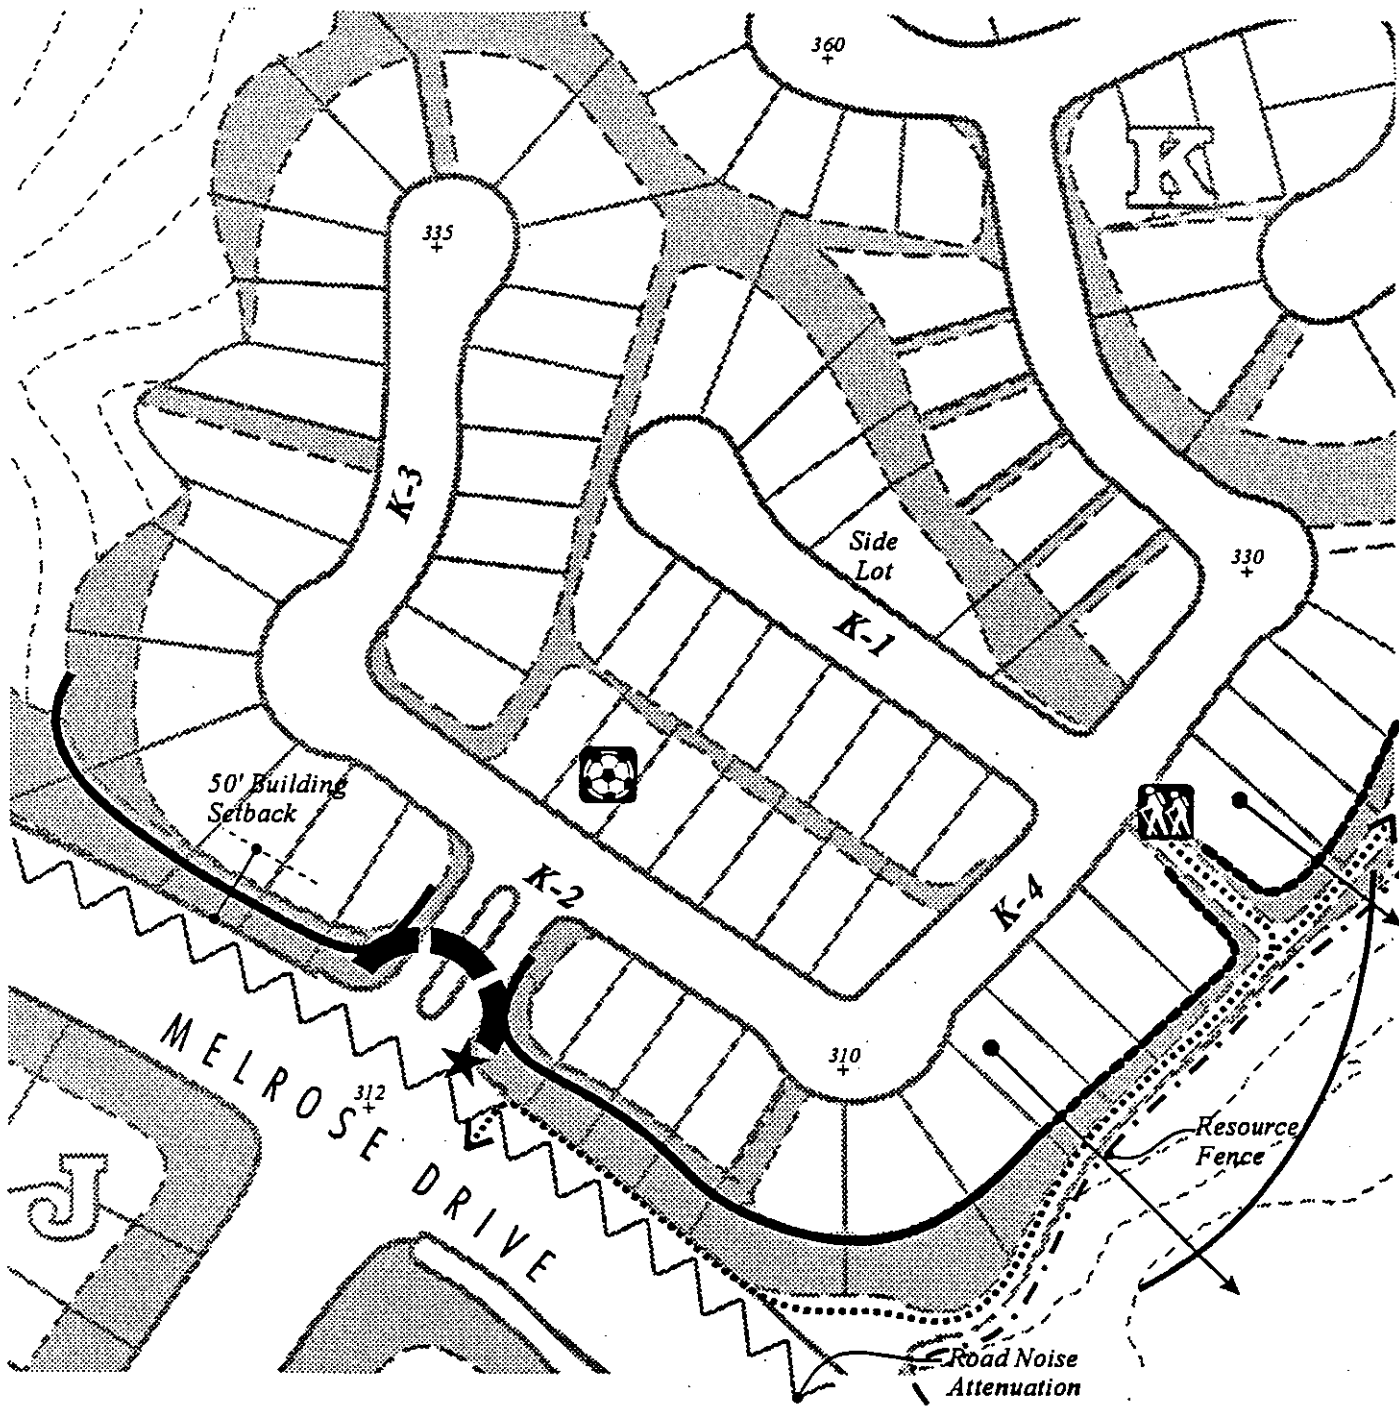 360
K
335
K-3
Side
Lot
330
K-1
50' Building
Setback
K-2
K-4
310
MELROSE DRIVE
312
Resource
Fence
J
Road Noise
Attenuation